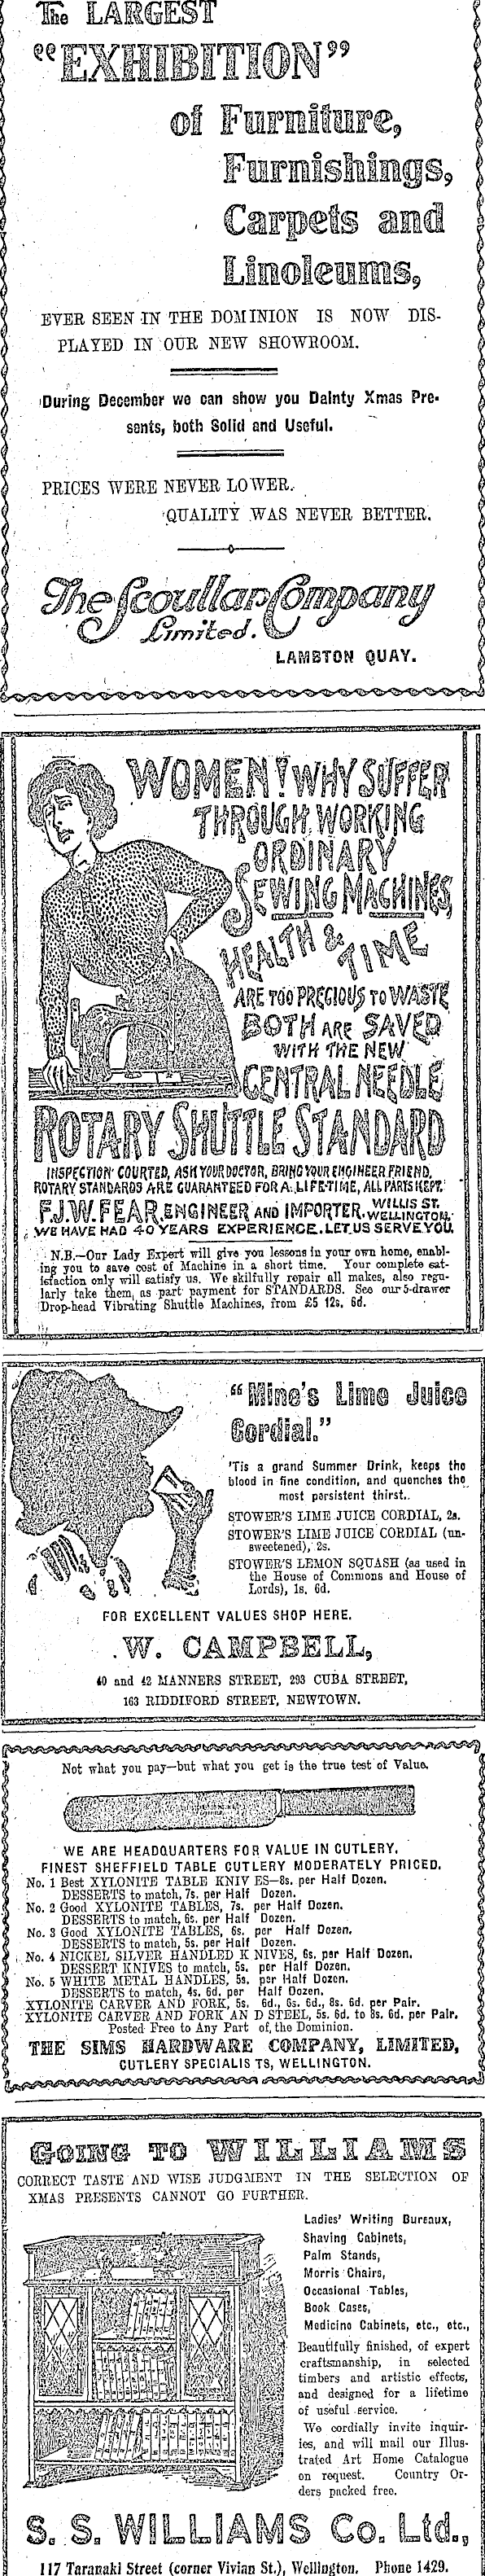 The LARGEST
"EXHIBITION"
of Furniture,
Furnishings,
Carpets and
Linoleums,
EVER SEEN IN THE DOMINION IS NOW DIS-
PLAYED IN OUR NEW SHOWROOM.
During December we can show you Dainty Xmas Pre-
sents, both Solid and Useful.
PRICES WERE NEVER LOWER.
QUALITY WAS NEVER BETTER.
The Scoullar Company
Limited.
LAMBTON QUAY.
WOMEN! WHY SUFFER
THROUGH WORKING
ORDINARY
SEWING MACHINES,
HEALTH & TIME
ARE TOO PRECIOUS TO WASTE
BOTH ARE SAVED
WITH THE NEW
CENTRAL NEEDLE
ROTARY SHUTTLE STANDARD
INSPECTION COURTED, ASK YOUR DOCTOR, BRING YOUR ENGINEER FRIEND,
ROTARY STANDARDS ARE GUARANTEED FOR A LIFE-TIME, ALL PARTS KEPT.
F.J.W. FEAR, ENGINEER AND IMPORTER, WILLIS ST. WELLINGTON.
WE HAVE HAD 40 YEARS EXPERIENCE. LET US SERVE YOU.
N.B.—Our Lady Expert will give you lessons in your own home, enabl-
ing you to save cost of Machine in a short time. Your complete sat-
isfaction only will satisfy us. We skilfully repair all makes, also regu-
larly take them, as part payment for STANDARDS. See our 5-drawer
Drop-head Vibrating Shuttle Machines, from £5 12s. 6d.
"Mine's Lime Juice
Cordial."
'Tis a grand Summer Drink, keeps the
blood in fine condition, and quenches the
most persistent thirst.
STOWER'S LIME JUICE CORDIAL, 2s.
STOWER'S LIME JUICE CORDIAL (un-
sweetened), 2s.
STOWER'S LEMON SQUASH (as used in
the House of Commons and House of
Lords), 1s. 6d.
FOR EXCELLENT VALUES SHOP HERE.
W. CAMPBELL,
40 and 42 MANNERS STREET, 293 CUBA STREET,
163 RIDDIFORD STREET, NEWTOWN.
Not what you pay—but what you get is the true test of Value.
WE ARE HEADQUARTERS FOR VALUE IN CUTLERY.
FINEST SHEFFIELD TABLE CUTLERY MODERATELY PRICED.
No. 1 Best XYLONITE TABLE KNIV ES—8s. per Half Dozen.
DESSERTS to match, 7s. per Half Dozen.
No. 2 Good XYLONITE TABLES, 7s. per Half Dozen.
DESSERTS to match, 6s. per Half Dozen.
No. 3 Good XYLONITE TABLES, 6s. per Half Dozen.
DESSERTS to match, 5s. per Half Dozen.
No. 4 NICKEL SILVER HANDLED K NIVES, 6s. per Half Dozen.
DESSERT KNIVES to match, 5s. per Half Dozen.
No. 5 WHITE METAL HANDLES, 5s. per Half Dozen.
DESSERTS to match, 4s. 6d. per Half Dozen.
XYLONITE CARVER AND FORK, 5s. 6d., 6s. 6d., 8s. 6d. per Pair.
XYLONITE CARVER AND FORK AN D STEEL, 5s. 6d. to 8s. 6d. per Pair.
Posted Free to Any Part of the Dominion.
THE SIMS HARDWARE COMPANY, LIMITED,
CUTLERY SPECIALIS TS, WELLINGTON.
GOING TO WILLIAMS
CORRECT TASTE AND WISE JUDGMENT IN THE SELECTION OF
XMAS PRESENTS CANNOT GO FURTHER.
Ladies' Writing Bureaux,
Shaving Cabinets,
Palm Stands,
Morris Chairs,
Occasional Tables,
Book Cases,
Medicine Cabinets, etc., etc.,
Beautifully finished, of expert
craftsmanship, in selected
timbers and artistic effects,
and designed for a lifetime
of useful service.
We cordially invite inquir-
ies, and will mail our Illus-
trated Art Home Catalogue
on request. Country Or-
ders packed free.
S. S. WILLIAMS Co. Ltd.,
117 Taranaki Street (corner Vivian St.), Wellington. Phone 1429.